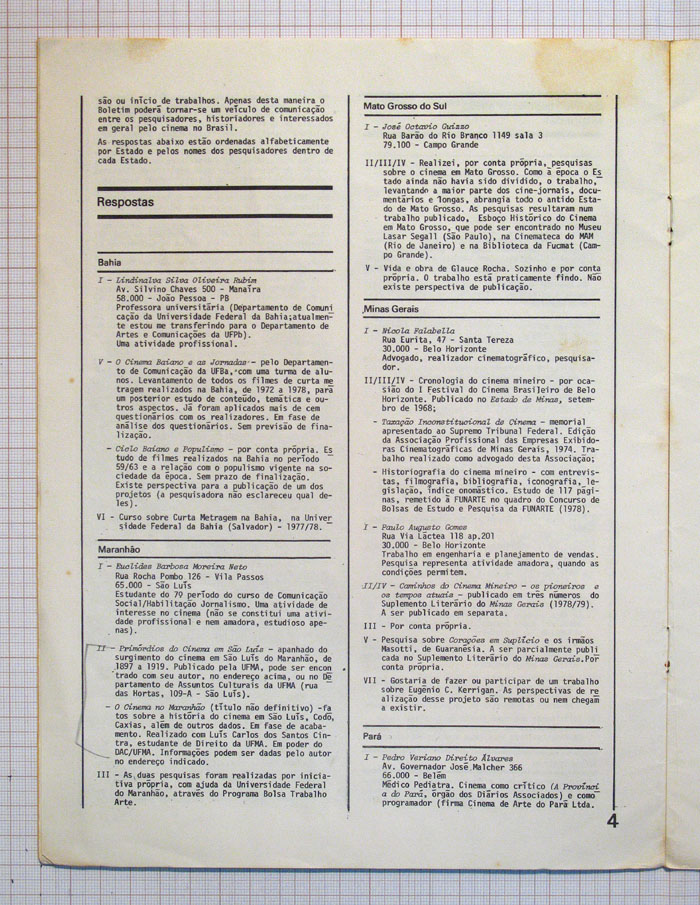 são ou início de trabalhos. Apenas desta maneira o
Boletim poderá tornar-se um veículo de comunicação
entre os pesquisadores, historiadores e interessados
em geral pelo cinema no Brasil.
As respostas abaixo estão ordenadas alfabeticamente
por Estado e pelos nomes dos pesquisadores dentro de
cada Estado.
Respostas
Bahia
I - Lindinalva Silva Oliveira Rubim
Av. Silvino Chaves 500 - Manaíra
58.000 - João Pessoa - PB
Professora universitária (Departamento de Comuni
cação da Universidade Federal da Bahia;atualmen-
te estou me transferindo para o Departamento de
Artes e Comunicações da UFPb).
Uma atividade profissional.
V - O Cinema Baiano e as Jornadas - pelo Departamen-
to de Comunicação da UFBa, com uma turma de alu-
nos. Levantamento de todos os filmes de curta me
tragem realizados na Bahia, de 1972 a 1978, para
um posterior estudo de conteúdo, temática e ou-
tros aspectos. Já foram aplicados mais de cem
questionários com os realizadores. Em fase de
análise dos questionários. Sem previsão de fina-
lização.
- Ciclo Baiano e Populismo - por conta própria. Es
tudo de filmes realizados na Bahia no período
59/63 e a relação com o populismo vigente na so-
ciedade da época. Sem prazo de finalização.
Existe perspectiva para a publicação de um dos
projetos (a pesquisadora não esclareceu qual de-
les).
VI - Curso sobre Curta Metragem na Bahia, na Univer
sidade Federal da Bahia (Salvador) - 1977/78.
Maranhão
I - Euclides Barbosa Moreira Neto
Rua Rocha Pombo 126 - Vila Passos
65.000 - São Luís
Estudante do 7º período do curso de Comunicação
Social/Habilitação Jornalismo. Uma atividade de
interesse no cinema (não se constitui uma ativi-
dade profissional e nem amadora, estudioso ape-
nas).
II - Primórdios do Cinema em São Luís - apanhado do
surgimento do cinema em São Luís do Maranhão, de
1897 a 1919. Publicado pela UFMA, pode ser encon
trado com seu autor, no endereço acima, ou no De
partamento de Assuntos Culturais da UFMA (rua
das Hortas, 109-A - São Luís).
- O Cinema no Maranhão (título não definitivo) -fa
tos sobre a história do cinema em São Luís, Codó,
Caxias, além de outros dados. Em fase de acaba-
mento. Realizado com Luís Carlos dos Santos Cin-
tra, estudante de Direito da UFMA. Em poder do
DAC/UFMA. Informações podem ser dadas pelo autor
no endereço indicado.
III - As duas pesquisas foram realizadas por inicia-
tiva própria, com ajuda da Universidade Federal
do Maranhão, através do Programa Bolsa Trabalho
Arte.
Mato Grosso do Sul
I - José Octavio Guizzo
Rua Barão do Rio Branco 1149 sala 3
79.100 - Campo Grande
II/III/IV - Realizei, por conta própria, pesquisas
sobre o cinema em Mato Grosso. Como à época o Es
tado ainda não havia sido dividido, o trabalho,
levantando a maior parte dos cine-jornais, docu-
mentários e longas, abrangia todo o antido Esta-
do de Mato Grosso. As pesquisas resultaram num
trabalho publicado, Esboço Histórico do Cinema
em Mato Grosso, que pode ser encontrado no Museu
Lasar Segall (São Paulo), na Cinemateca do MAM
(Rio de Janeiro) e na Biblioteca da Fucmat (Cam-
po Grande).
V - Vida e obra de Glauce Rocha. Sozinho e por conta
própria. O trabalho está praticamente findo. Não
existe perspectiva de publicação.
Minas Gerais
I - Nicola Falabella
Rua Eurita, 47 - Santa Tereza
30.000 - Belo Horizonte
Advogado, realizador cinematográfico, pesquisa-
dor.
II/III/IV - Cronologia do cinema mineiro - por oca-
sião do I Festival do Cinema Brasileiro de Belo
Horizonte. Publicado no Estado de Minas, setem-
bro de 1968;
- Taxação Inconstitucional de Cinema - memorial
apresentado ao Supremo Tribunal Federal. Edição
da Associação Profissional das Empresas Exibido-
ras Cinematográficas de Minas Gerais, 1974. Tra-
balho realizado como advogado desta Associação;
- Historiografia do cinema mineiro - com entrevis-
tas, filmografia, bibliografia, iconografia, le-
gislação, índice onomástico. Estudo de 117 pági-
nas, remetido à FUNARTE no quadro do Concurso de
Bolsas de Estudo e Pesquisa da FUNARTE (1978).
I - Paulo Augusto Gomes
Rua Via Láctea 118 ap.201
30.000 - Belo Horizonte
Trabalho em engenharia e planejamento de vendas.
Pesquisa representa atividade amadora, quando as
condições permitem.
II/IV - Caminhos do Cinema Mineiro - os pioneiros e
os tempos atuais - publicado em três números do
Suplemento Literário do Minas Gerais (1978/79).
A ser publicado em separata.
III - Por conta própria.
V - Pesquisa sobre Corações em Suplício e os irmãos
Masotti, de Guaranésia. A ser parcialmente publi
cada no Suplemento Literário do Minas Gerais.Por
conta própria.
VII - Gostaria de fazer ou participar de um trabalho
sobre Eugênio C. Kerrigan. As perspectivas de re
alização desse projeto são remotas ou nem chegam
a existir.
Pará
I - Pedro Veriano Direito Álvares
Av. Governador José Malcher 366
66.000 - Belém
Médico Pediatra. Cinema como crítico (A Provínci
a do Pará, órgão dos Diários Associados) e como
programador (firma Cinema de Arte do Pará Ltda.
4